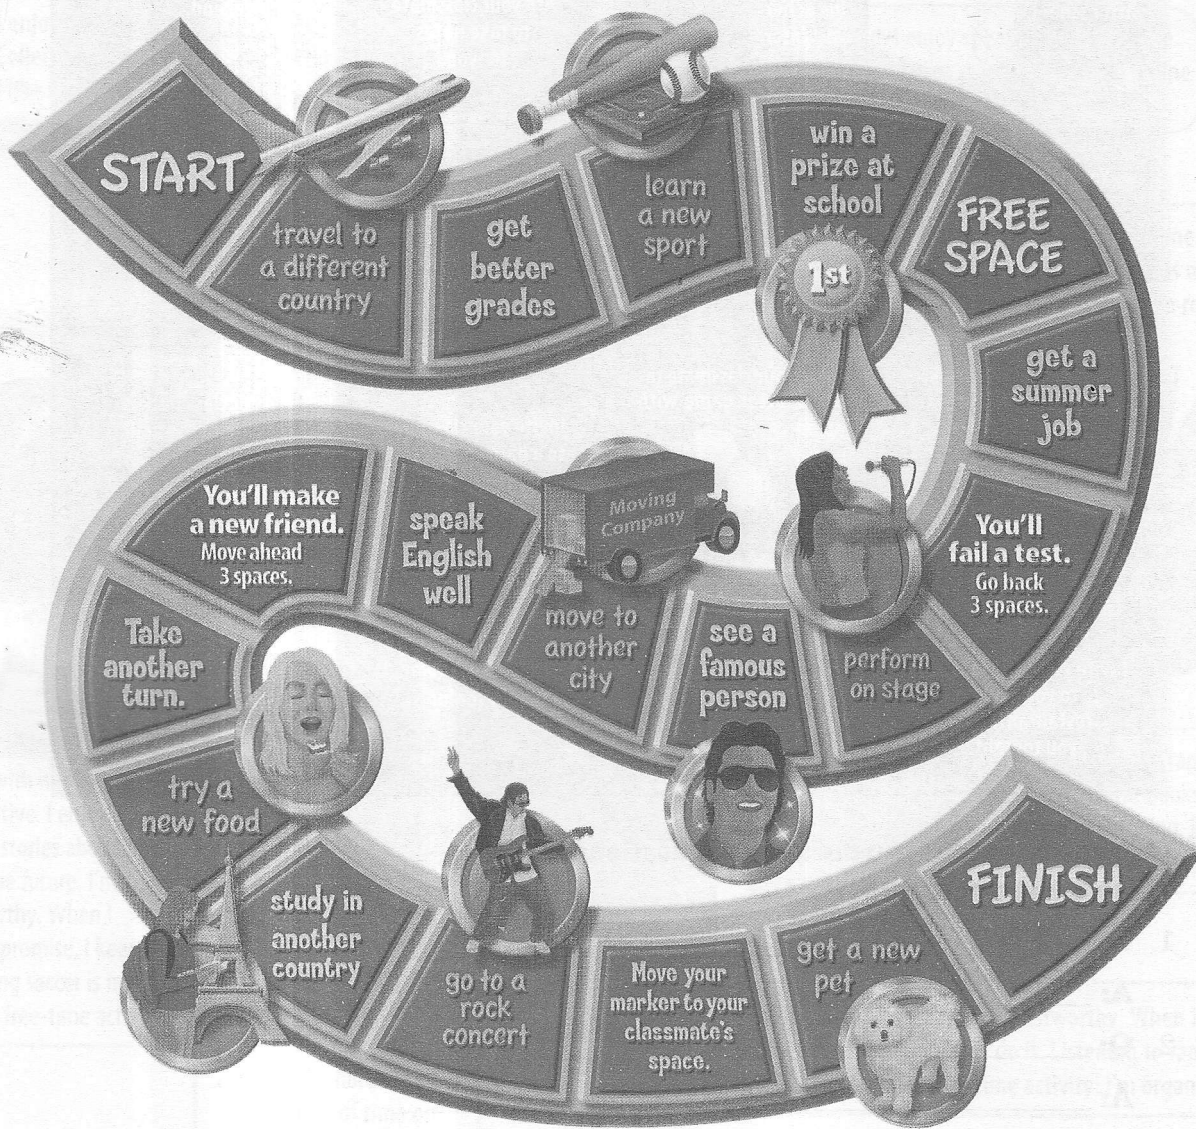 START
travel to
a different
country
get
better
grades
learn
a new
sport
win a
prize at
school
1st
FREE
SPACE
get a
summer
job
You'll
fail a test.
Go back
3 spaces.
perform
on stage
see a
famous
person
Moving
Company
move to
another
city
speak
English
well
You'll make
a new friend.
Move ahead
3 spaces.
Take
another
turn.
try a
new food
study in
another
country
go to a
rock
concert
Move your
marker to your
classmate's
space.
get a new
pet
FINISH